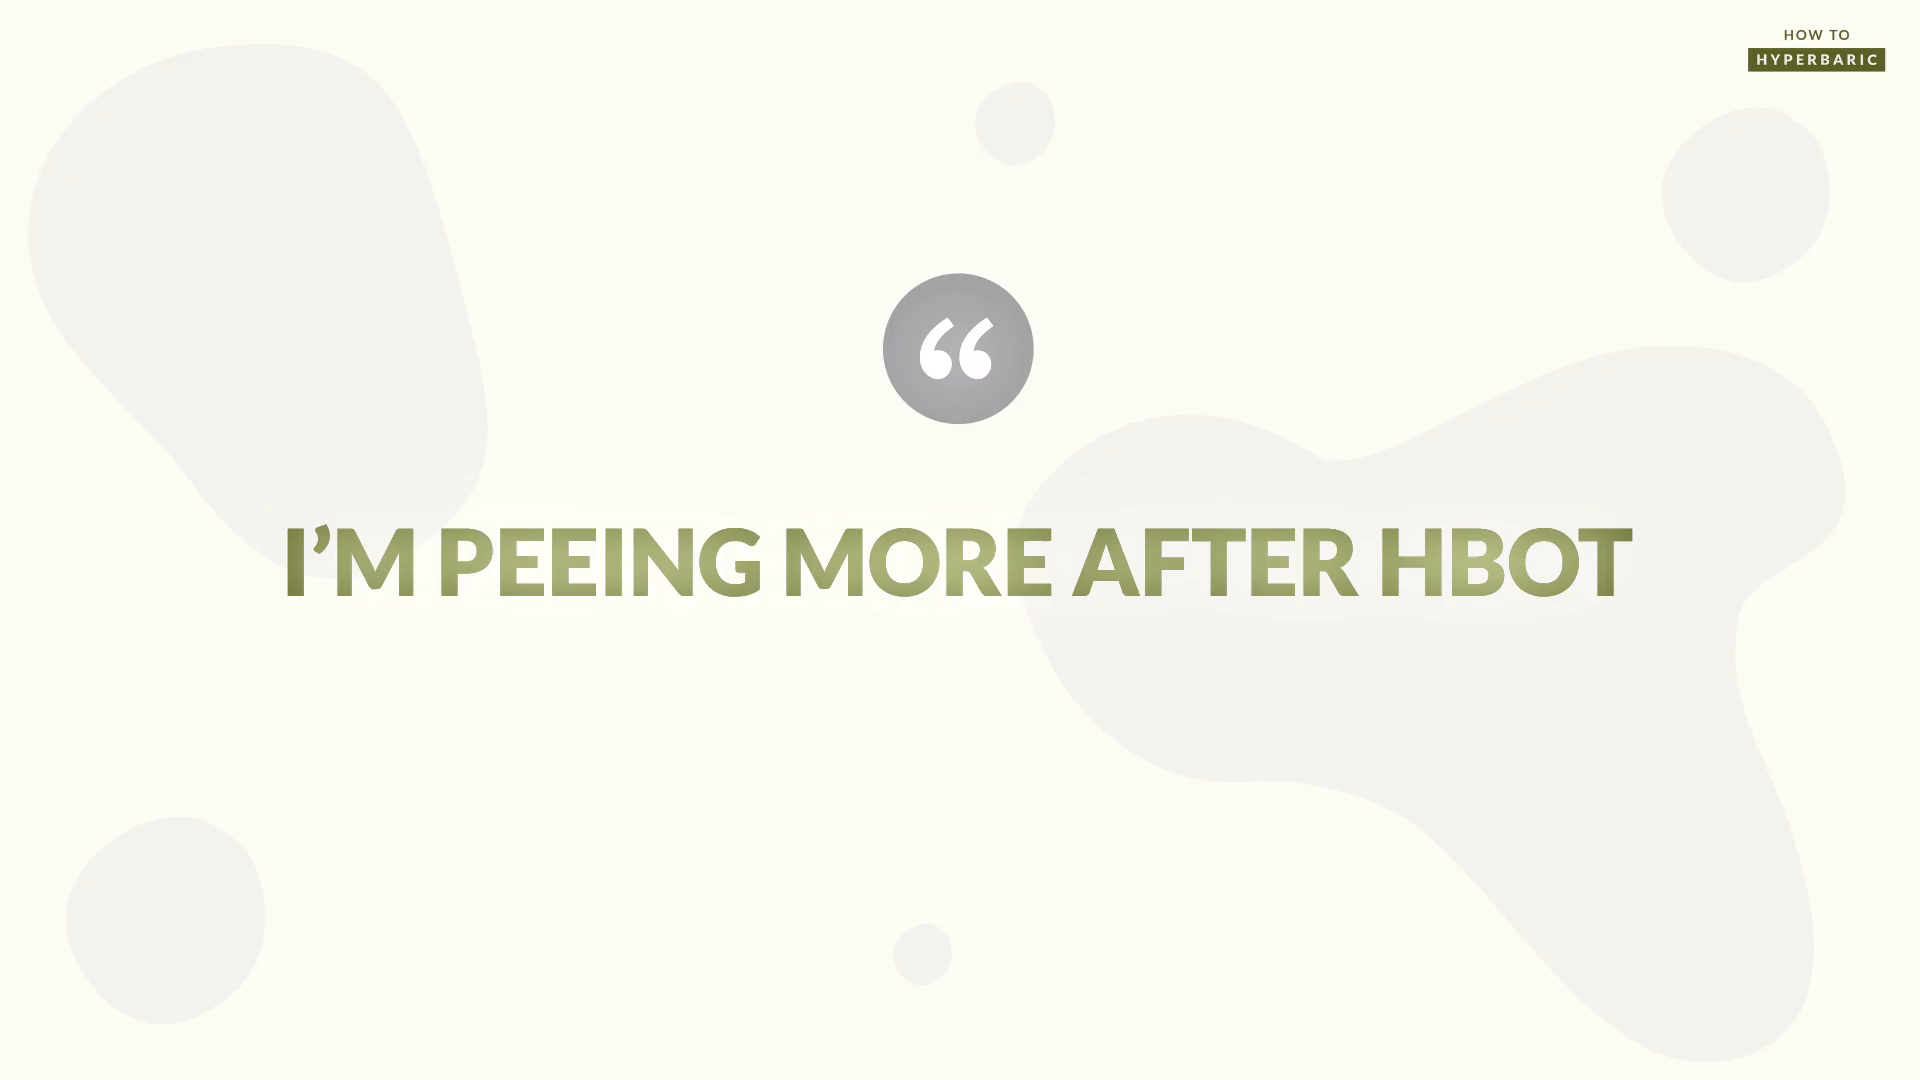 HOW TO
HYPERBARIC
“
I’M PEEING MORE AFTER HBOT